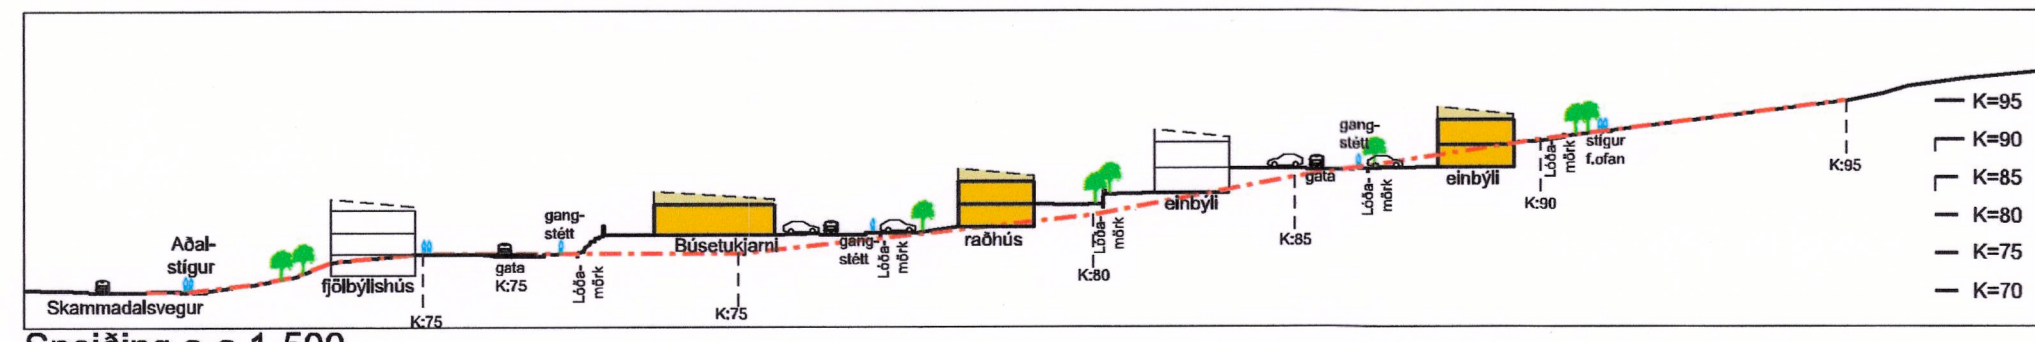 Skammadalsvegur
Aðal-
stígur
fjölbýlishús
K:75
gata
K:75
gang-
stétt
Lóða-
mörk
Búsetukjarni
K:75
gang-
stétt
Lóða-
mörk
raðhús
K:80
Lóða-
mörk
einbýli
K:85
gata
gang-
stétt
Lóða-
mörk
einbýli
K:90
Lóða-
mörk
stígur
f.ofan
K:95
K=95
K=90
K=85
K=80
K=75
K=70